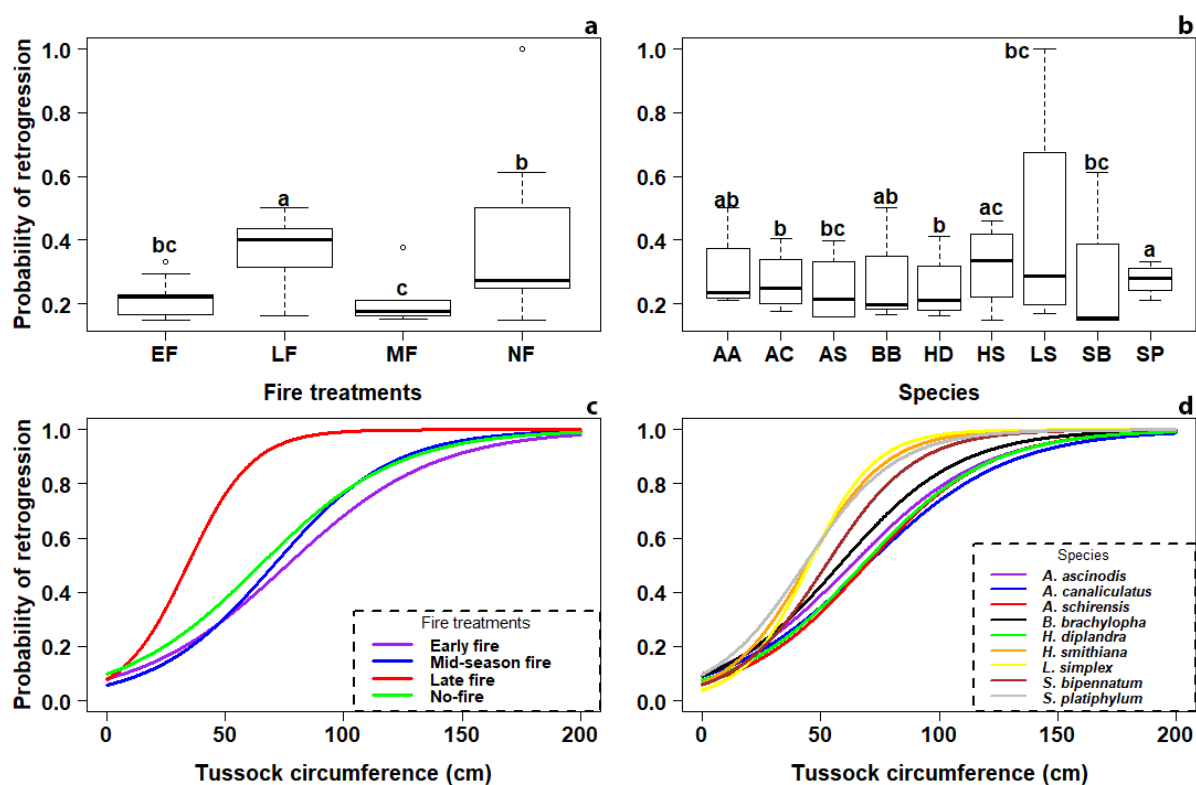 a
Probability of retrogression
1.0
0.8
0.6
0.4
0.2
bc
a
c
b
EF LF MF NF
Fire treatments
b
1.0
0.8
0.6
0.4
0.2
ab
b
bc
ab
b
ac
bc
bc
a
AA AC AS BB HD HS LS SB SP
Species
c
Probability of retrogression
1.0
0.8
0.6
0.4
0.2
0.0
Fire treatments
Early fire
Mid-season fire
Late fire
No-fire
0 50 100 150 200
Tussock circumference (cm)
d
1.0
0.8
0.6
0.4
0.2
0.0
Species
A. ascinodis
A. canaliculatus
A. schirensis
B. brachylopha
H. diplandra
H. smithiana
L. simplex
S. bipennatum
S. platiphylum
0 50 100 150 200
Tussock circumference (cm)